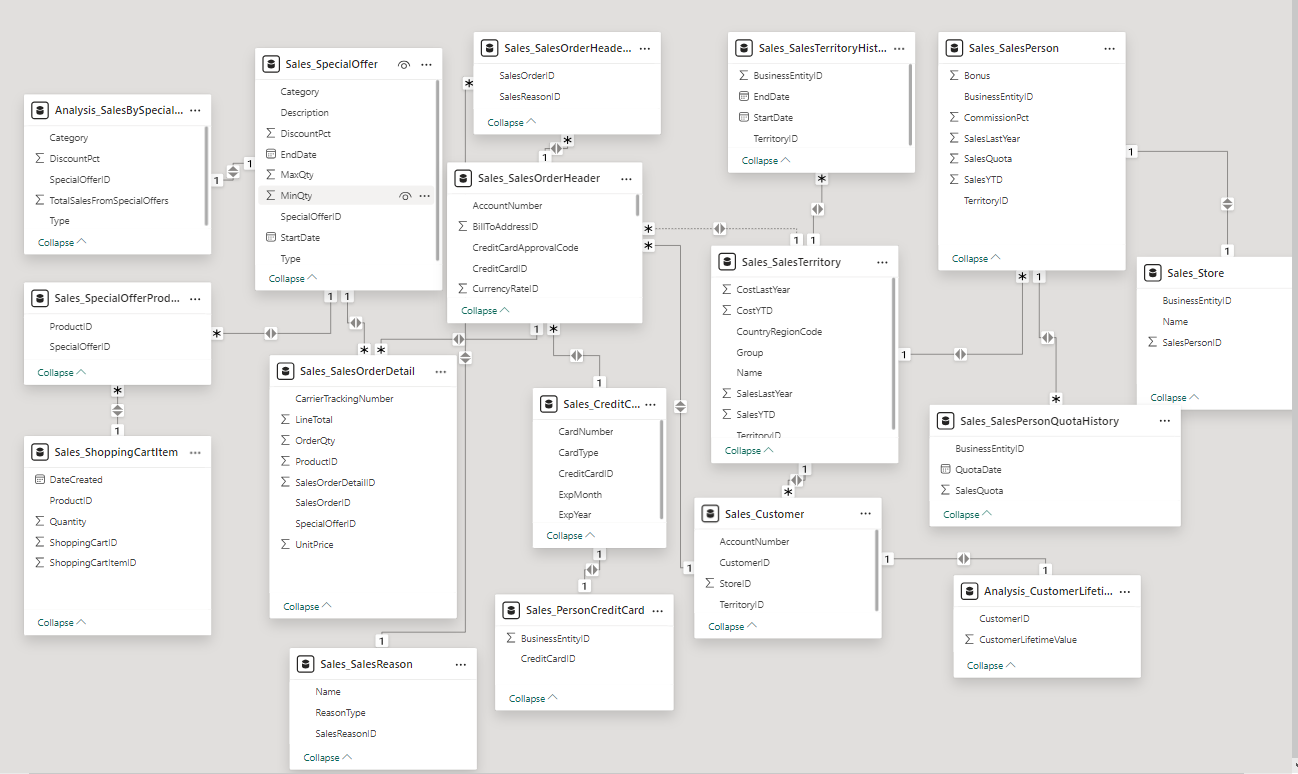 Analysis_SalesBySpecial...
Category
DiscountPct
SpecialOfferID
TotalSalesFromSpecialOffers
Type
Collapse
Sales_SpecialOffer
Category
Description
DiscountPct
EndDate
MaxQty
MinQty
SpecialOfferID
StartDate
Type
Collapse
Sales_SalesOrderHeade...
SalesOrderID
SalesReasonID
Collapse
Sales_SalesTerritoryHist...
BusinessEntityID
EndDate
StartDate
TerritoryID
Collapse
Sales_SalesPerson
Bonus
BusinessEntityID
CommissionPct
SalesLastYear
SalesQuota
SalesYTD
TerritoryID
Collapse
Sales_SalesOrderHeader
AccountNumber
BillToAddressID
CreditCardApprovalCode
CreditCardID
CurrencyRateID
Collapse
Sales_SalesTerritory
CostLastYear
CostYTD
CountryRegionCode
Group
Name
SalesLastYear
SalesYTD
TerritoryID
Collapse
Sales_Store
BusinessEntityID
Name
SalesPersonID
Collapse
Sales_SpecialOfferProd...
ProductID
SpecialOfferID
Collapse
Sales_SalesOrderDetail
CarrierTrackingNumber
LineTotal
OrderQty
ProductID
SalesOrderDetailID
SalesOrderID
SpecialOfferID
UnitPrice
Collapse
Sales_CreditC...
CardNumber
CardType
CreditCardID
ExpMonth
ExpYear
Collapse
Sales_SalesPersonQuotaHistory
BusinessEntityID
QuotaDate
SalesQuota
Collapse
Sales_ShoppingCartItem
DateCreated
ProductID
Quantity
ShoppingCartID
ShoppingCartItemID
Collapse
Sales_Customer
AccountNumber
CustomerID
StoreID
TerritoryID
Collapse
Analysis_CustomerLifeti...
CustomerID
CustomerLifetimeValue
Collapse
Sales_PersonCreditCard
BusinessEntityID
CreditCardID
Collapse
Sales_SalesReason
Name
ReasonType
SalesReasonID
Collapse